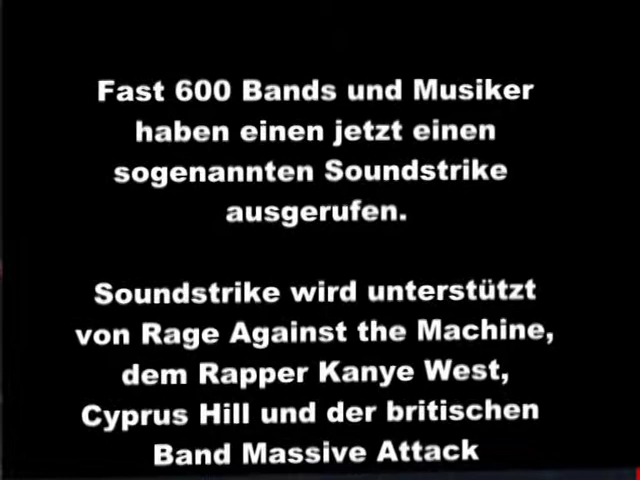 Fast 600 Bands und Musiker
haben einen jetzt einen
sogenannten Soundstrike
ausgerufen.
Soundstrike wird unterstützt
von Rage Against the Machine,
dem Rapper Kanye West,
Cyprus Hill und der britischen
Band Massive Attack